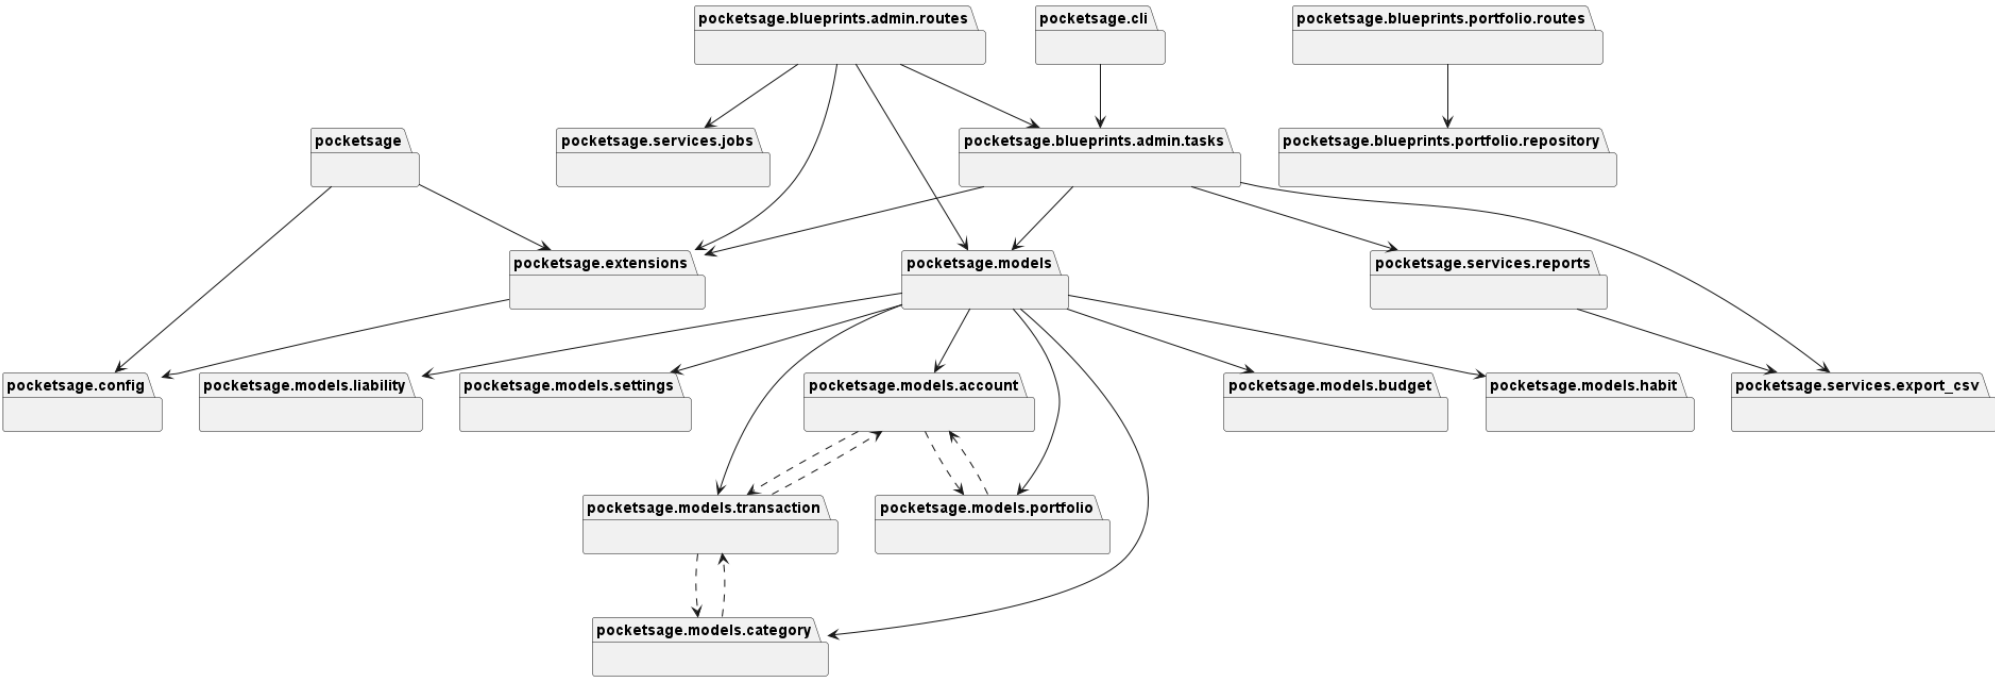 pocketsage.blueprints.admin.routes
pocketsage.cli
pocketsage.blueprints.portfolio.routes
pocketsage
pocketsage.services.jobs
pocketsage.blueprints.admin.tasks
pocketsage.blueprints.portfolio.repository
pocketsage.extensions
pocketsage.models
pocketsage.services.reports
pocketsage.config
pocketsage.models.liability
pocketsage.models.settings
pocketsage.models.account
pocketsage.models.budget
pocketsage.models.habit
pocketsage.services.export_csv
pocketsage.models.transaction
pocketsage.models.portfolio
pocketsage.models.category